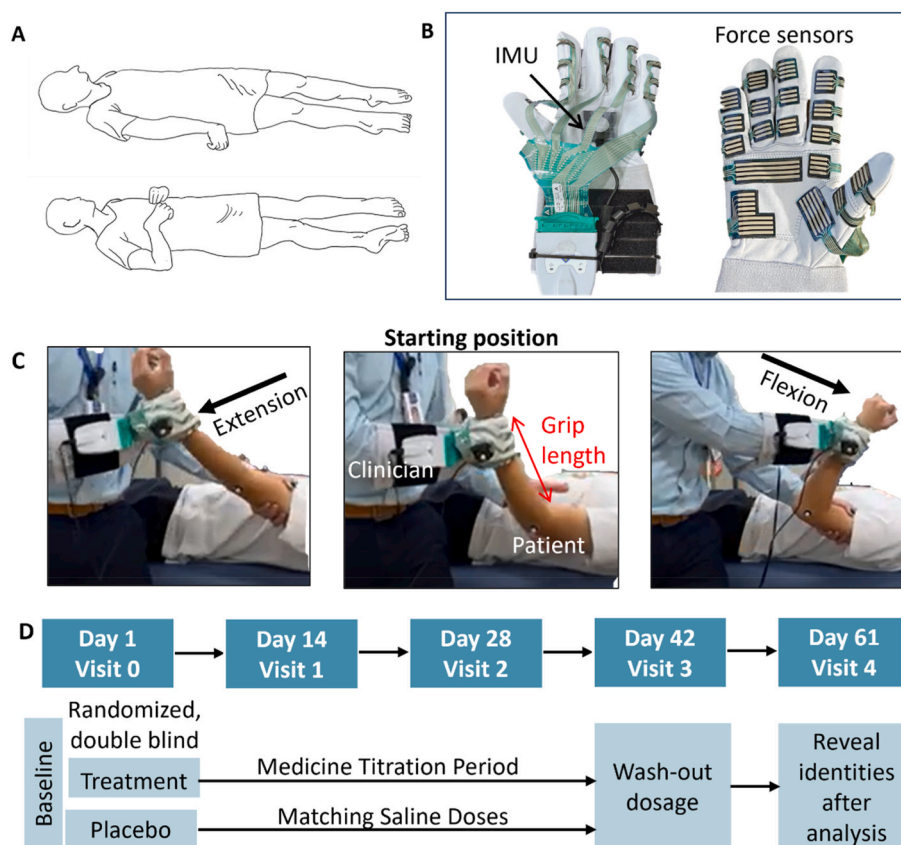 A
B
IMU
Force sensors
C
Starting position
Extension
Clinician
Grip
length
Patient
Flexion
D
Day 1
Visit 0
Day 14
Visit 1
Day 28
Visit 2
Day 42
Visit 3
Day 61
Visit 4
Baseline
Randomized,
double blind
Treatment
Medicine Titration Period
Placebo
Matching Saline Doses
Wash-out
dosage
Reveal
identities
after
analysis